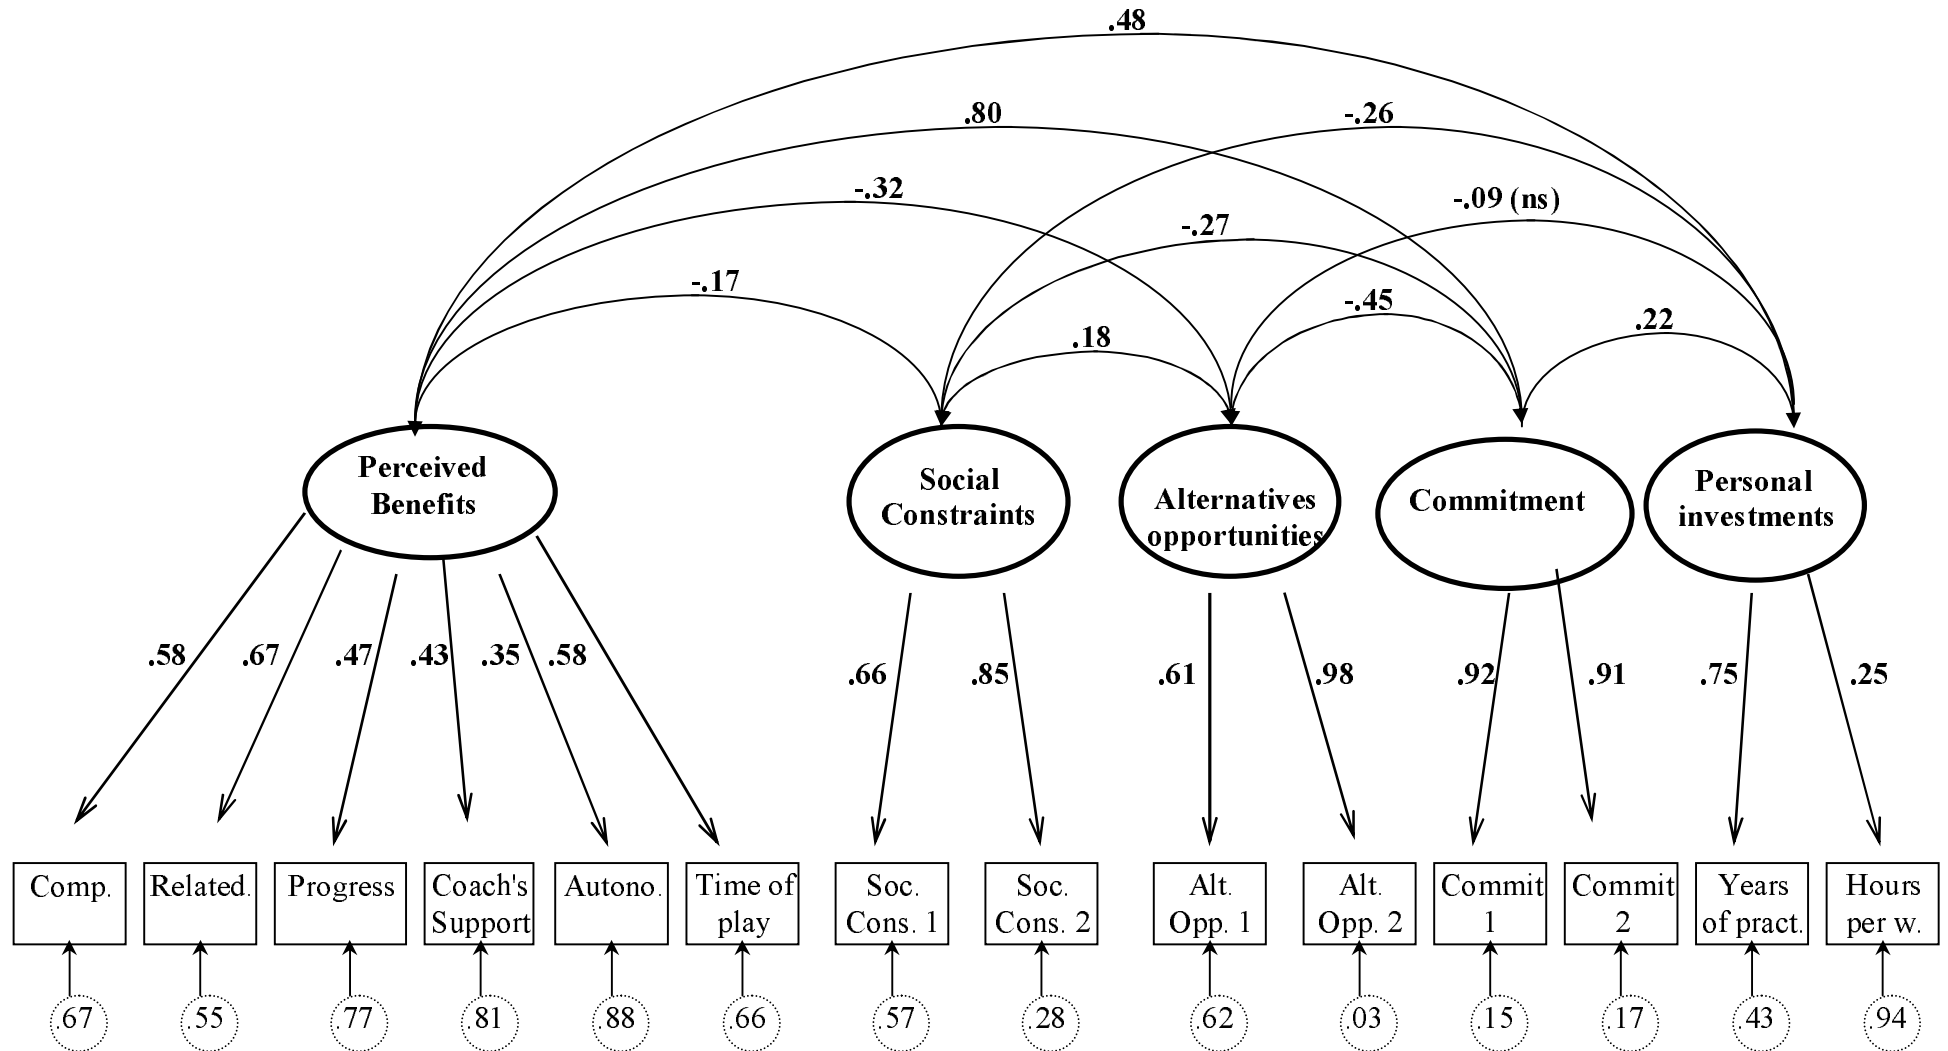 .48
.80
-.26
-.32
-.09 (ns)
-.27
-.17
-.45
.22
.18
Perceived
Benefits
Social
Constraints
Alternatives
opportunities
Commitment
Personal
investments
.58
.67
.47
.43
.35
.58
.66
.85
.61
.98
.92
.91
.75
.25
Comp.
Related.
Progress
Coach's
Support
Autono.
Time of
play
Soc.
Cons. 1
Soc.
Cons. 2
Alt.
Opp. 1
Alt.
Opp. 2
Commit
1
Commit
2
Years
of pract.
Hours
per w.
.67
.55
.77
.81
.88
.66
.57
.28
.62
.03
.15
.17
.43
.94